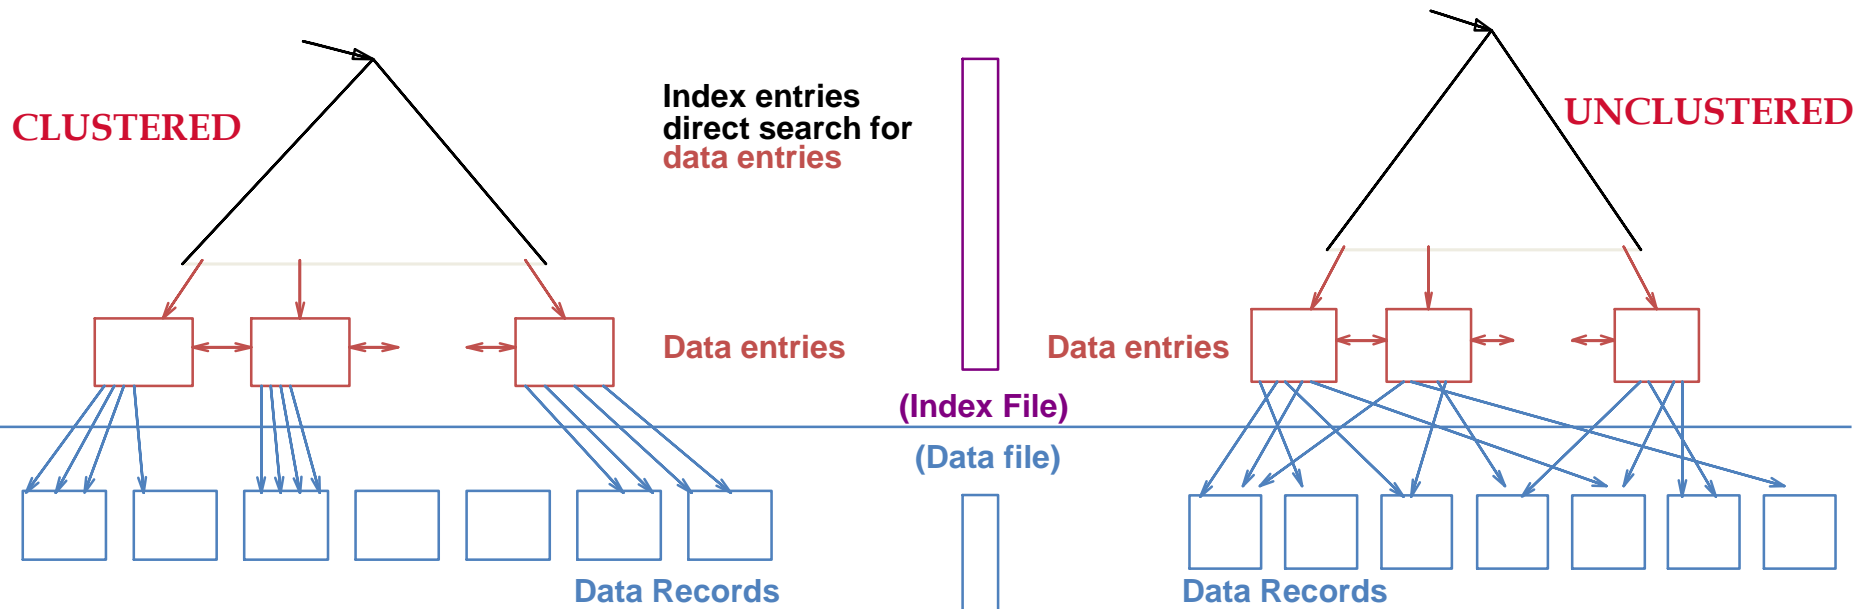 CLUSTERED
Index entries
direct search for
data entries
UNCLUSTERED
Data entries
Data entries
(Index File)
(Data file)
Data Records
Data Records